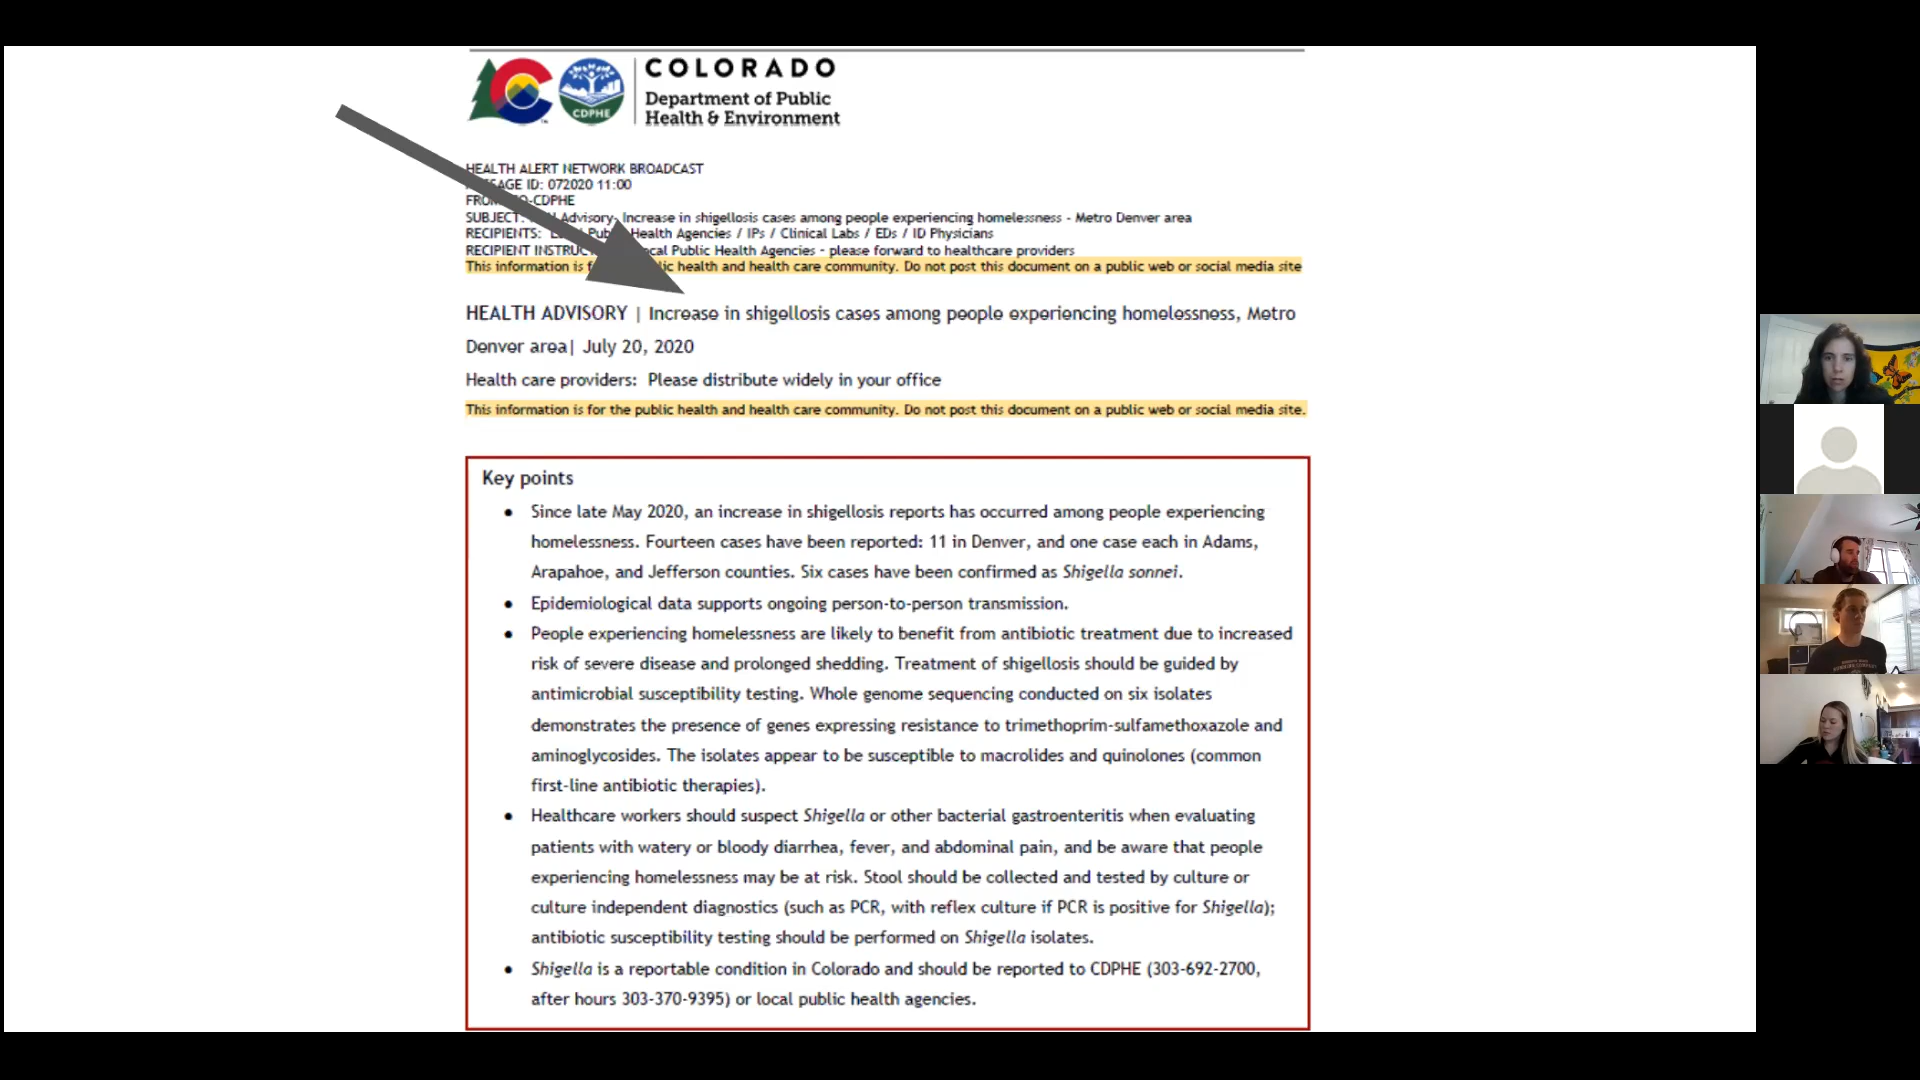 COLORADO
Department of Public
Health & Environment
CDPHE
HEALTH ALERT NETWORK BROADCAST
AGE ID: 072020 11:00
FRO O-CDPHE
SUBJECT: Advisory- Increase in shigellosis cases among people experiencing homelessness - Metro Denver area
RECIPIENTS: Health Agencies / IPs / Clinical Labs / EDs / ID Physicians
RECIPIENT INSTRUC ocal Public Health Agencies - please forward to healthcare providers
This information is f lic health and health care community. Do not post this document on a public web or social media site
HEALTH ADVISORY | Increase in shigellosis cases among people experiencing homelessness, Metro
Denver area| July 20, 2020
Health care providers: Please distribute widely in your office
This information is for the public health and health care community. Do not post this document on a public web or social media site.
Key points
● Since late May 2020, an increase in shigellosis reports has occurred among people experiencing
homelessness. Fourteen cases have been reported: 11 in Denver, and one case each in Adams,
Arapahoe, and Jefferson counties. Six cases have been confirmed as Shigella sonnei.
● Epidemiological data supports ongoing person-to-person transmission.
● People experiencing homelessness are likely to benefit from antibiotic treatment due to increased
risk of severe disease and prolonged shedding. Treatment of shigellosis should be guided by
antimicrobial susceptibility testing. Whole genome sequencing conducted on six isolates
demonstrates the presence of genes expressing resistance to trimethoprim-sulfamethoxazole and
aminoglycosides. The isolates appear to be susceptible to macrolides and quinolones (common
first-line antibiotic therapies).
● Healthcare workers should suspect Shigella or other bacterial gastroenteritis when evaluating
patients with watery or bloody diarrhea, fever, and abdominal pain, and be aware that people
experiencing homelessness may be at risk. Stool should be collected and tested by culture or
culture independent diagnostics (such as PCR, with reflex culture if PCR is positive for Shigella);
antibiotic susceptibility testing should be performed on Shigella isolates.
● Shigella is a reportable condition in Colorado and should be reported to CDPHE (303-692-2700,
after hours 303-370-9395) or local public health agencies.